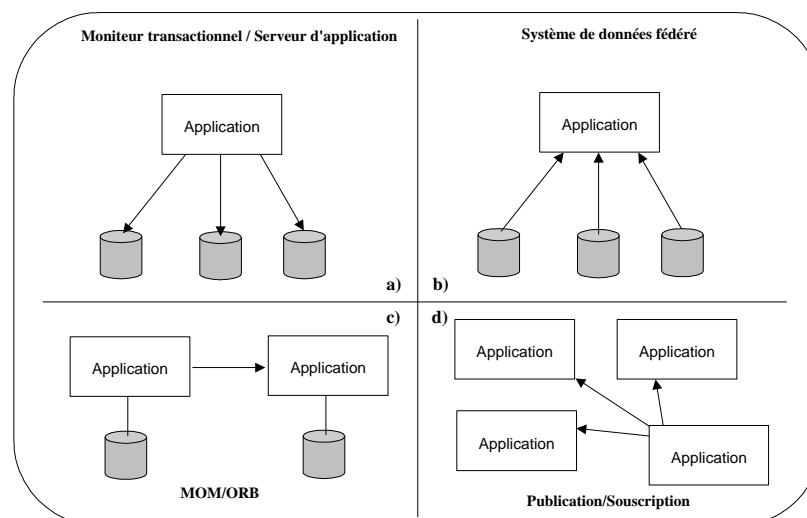 Moniteur transactionnel / Serveur d'application
Application
a)
Système de données fédéré
Application
b)
c)
Application
Application
MOM/ORB
d)
Application
Application
Application
Application
Publication/Souscription